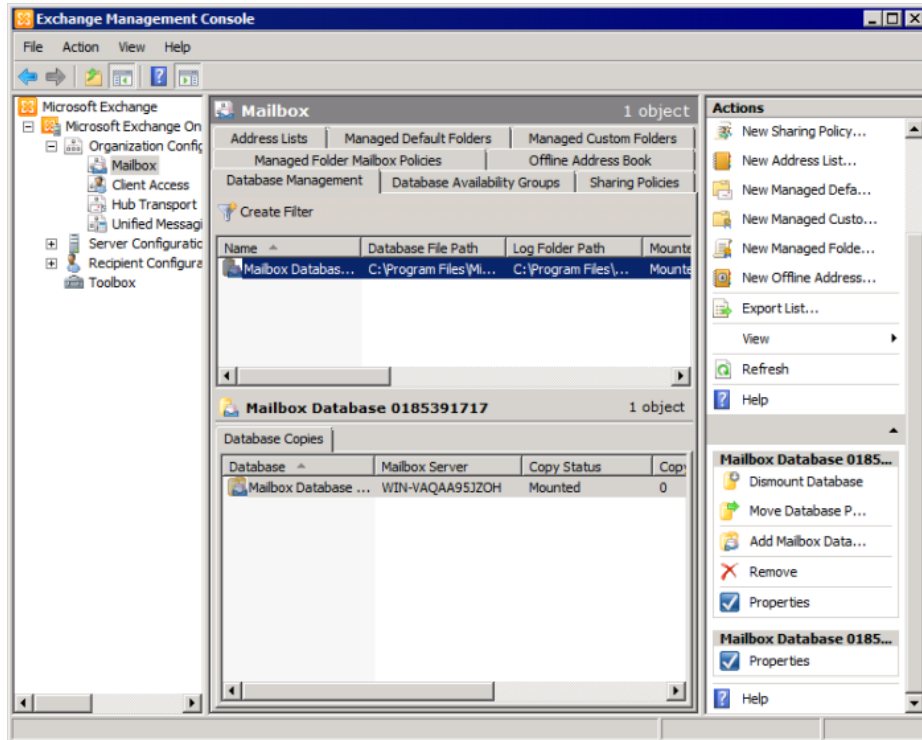 Exchange Management Console
File Action View Help
Microsoft Exchange
Microsoft Exchange On
Organization Config
Mailbox
Client Access
Hub Transport
Unified Messagi
Server Configuratio
Recipient Configura
Toolbox
Mailbox 1 object
Address Lists Managed Default Folders Managed Custom Folders
Managed Folder Mailbox Policies Offline Address Book
Database Management Database Availability Groups Sharing Policies
Create Filter
Name Database File Path Log Folder Path Mounte
Mailbox Databas... C:\Program Files\Mi... C:\Program Files\... Mounte
Mailbox Database 0185391717 1 object
Database Copies
Database Mailbox Server Copy Status Copy
Mailbox Database ... WIN-VAQAA95JZOH Mounted 0
Actions
New Sharing Policy...
New Address List...
New Managed Defa...
New Managed Custo...
New Managed Folde...
New Offline Address...
Export List...
View
Refresh
Help
Mailbox Database 0185...
Dismount Database
Move Database P...
Add Mailbox Data...
Remove
Properties
Mailbox Database 0185...
Properties
Help